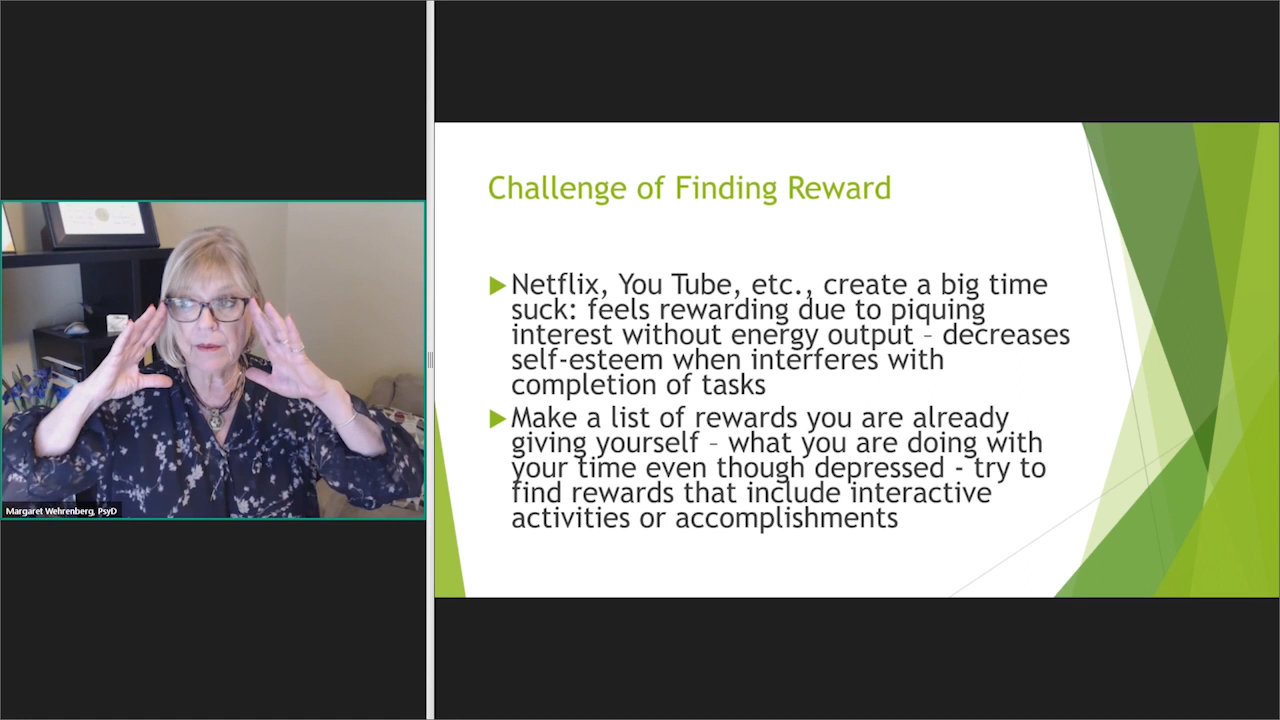 Challenge of Finding Reward
Netflix, You Tube, etc., create a big time
suck: feels rewarding due to piquing
interest without energy output – decreases
self-esteem when interferes with
completion of tasks
Make a list of rewards you are already
giving yourself – what you are doing with
your time even though depressed - try to
find rewards that include interactive
activities or accomplishments
Margaret Wehrenberg, PsyD